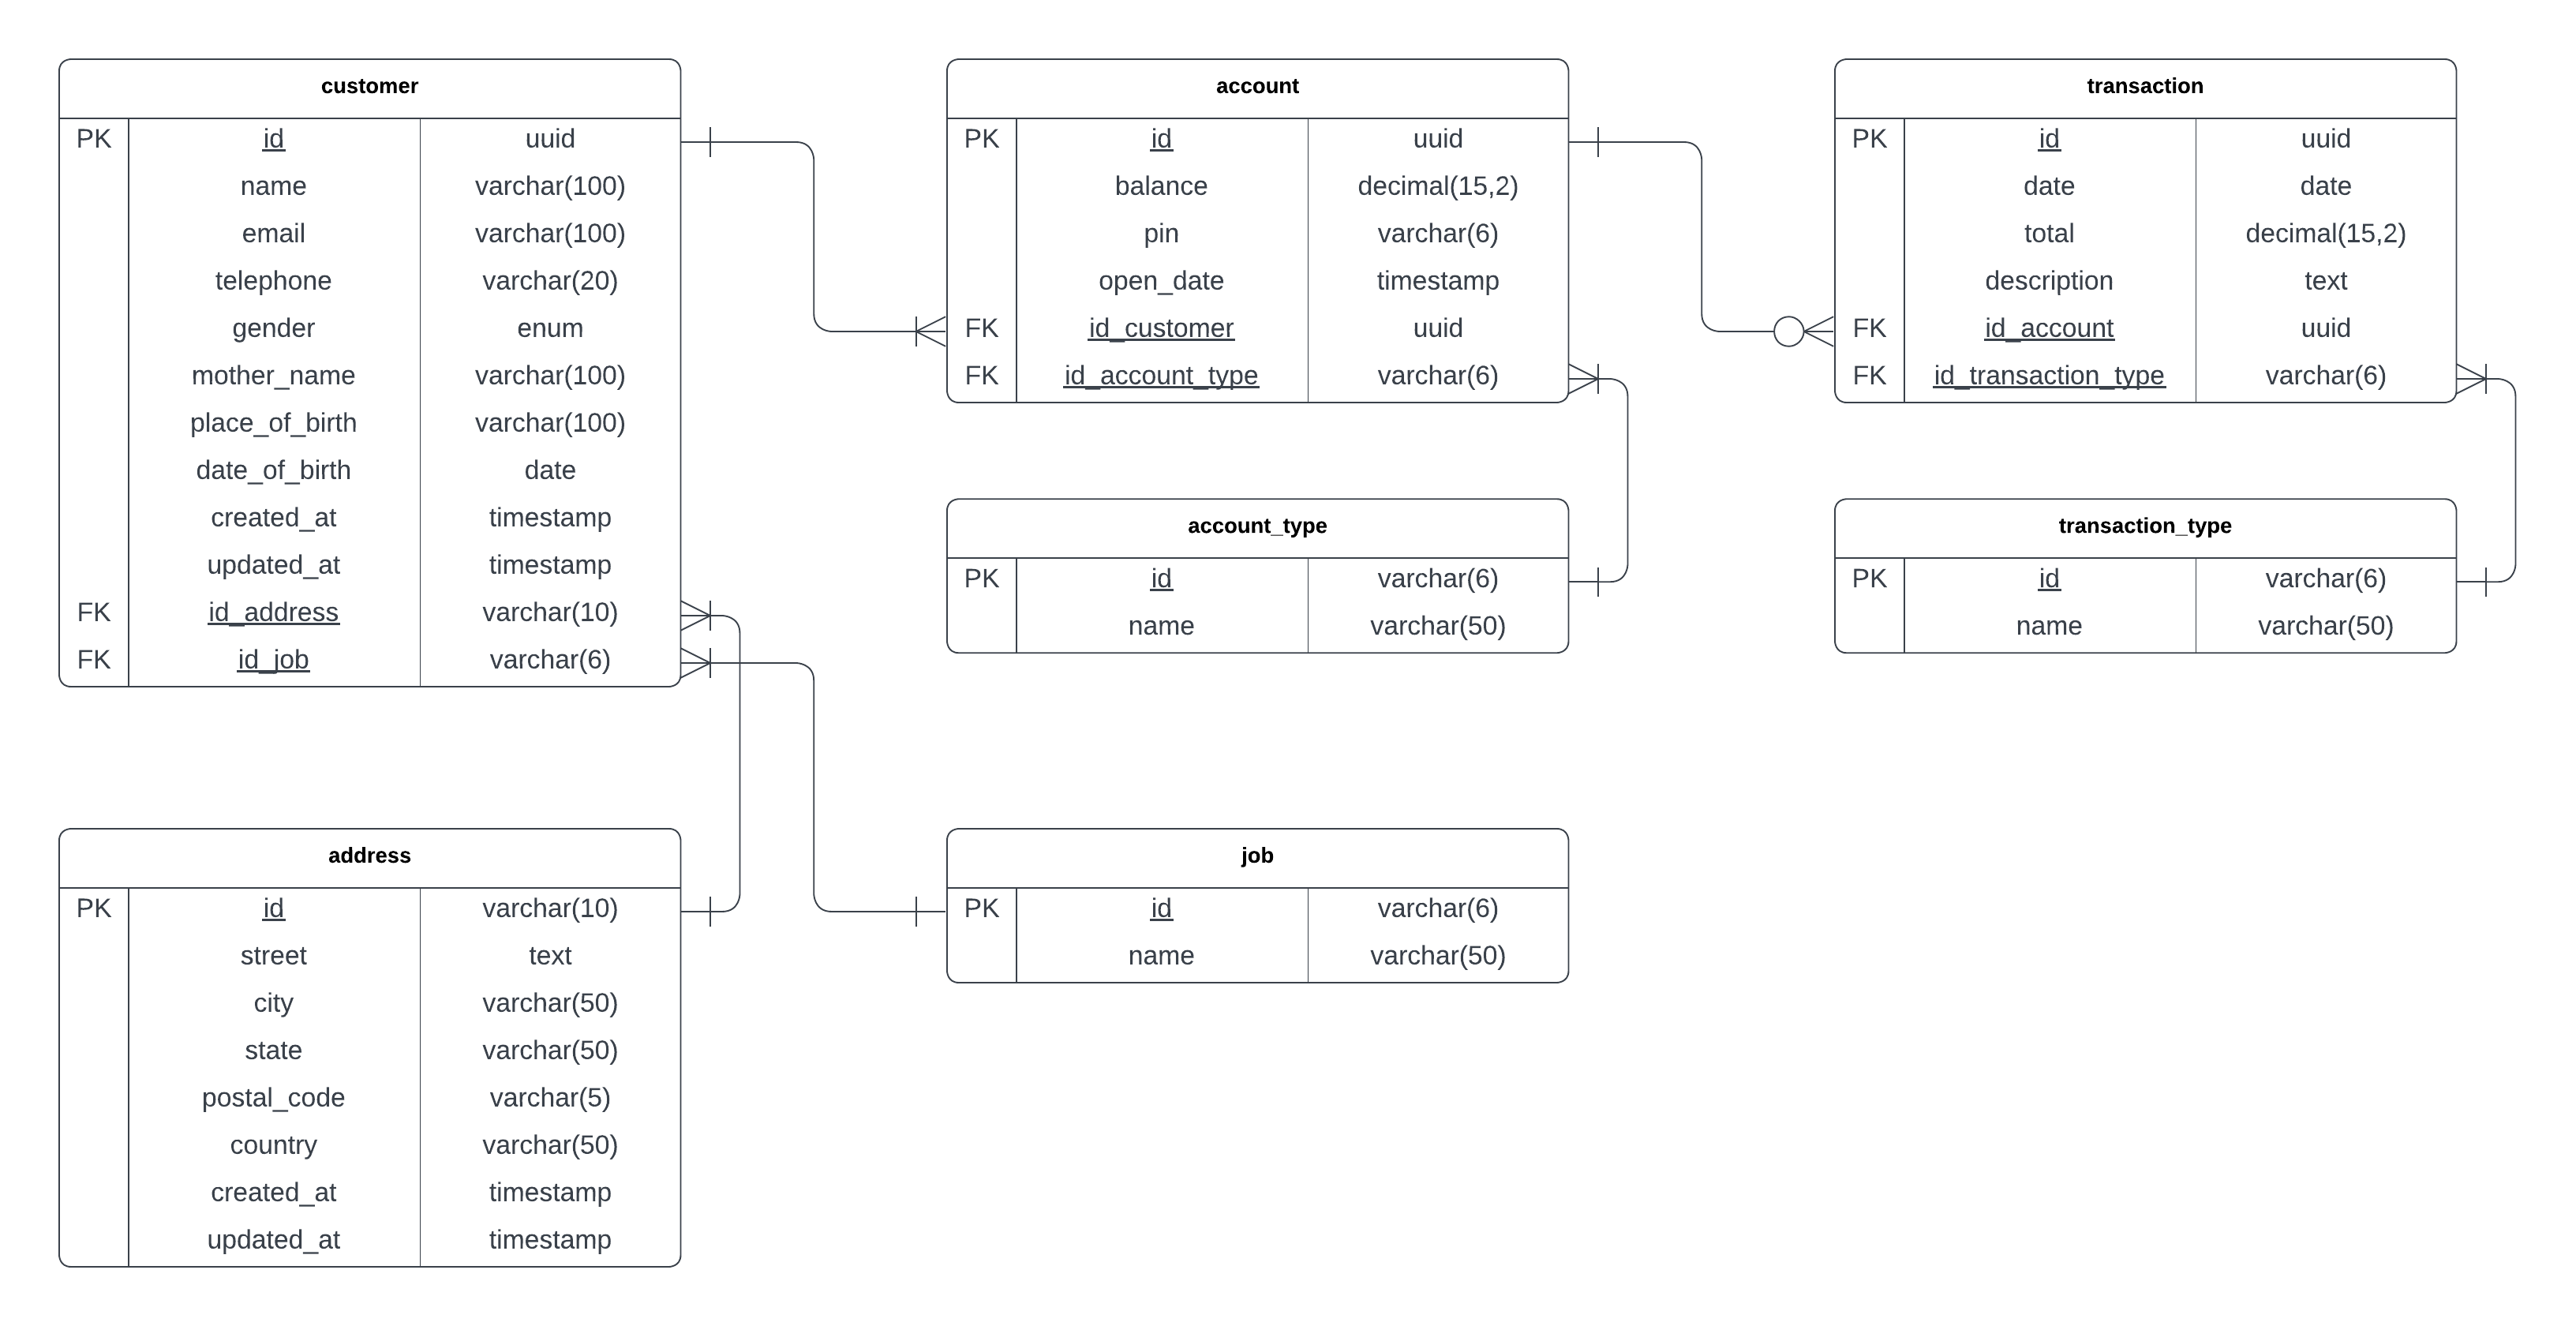 customer
PK id uuid
name varchar(100)
email varchar(100)
telephone varchar(20)
gender enum
mother_name varchar(100)
place_of_birth varchar(100)
date_of_birth date
created_at timestamp
updated_at timestamp
FK id_address varchar(10)
FK id_job varchar(6)
account
PK id uuid
balance decimal(15,2)
pin varchar(6)
open_date timestamp
FK id_customer uuid
FK id_account_type varchar(6)
transaction
PK id uuid
date date
total decimal(15,2)
description text
FK id_account uuid
FK id_transaction_type varchar(6)
account_type
PK id varchar(6)
name varchar(50)
transaction_type
PK id varchar(6)
name varchar(50)
address
PK id varchar(10)
street text
city varchar(50)
state varchar(50)
postal_code varchar(5)
country varchar(50)
created_at timestamp
updated_at timestamp
job
PK id varchar(6)
name varchar(50)